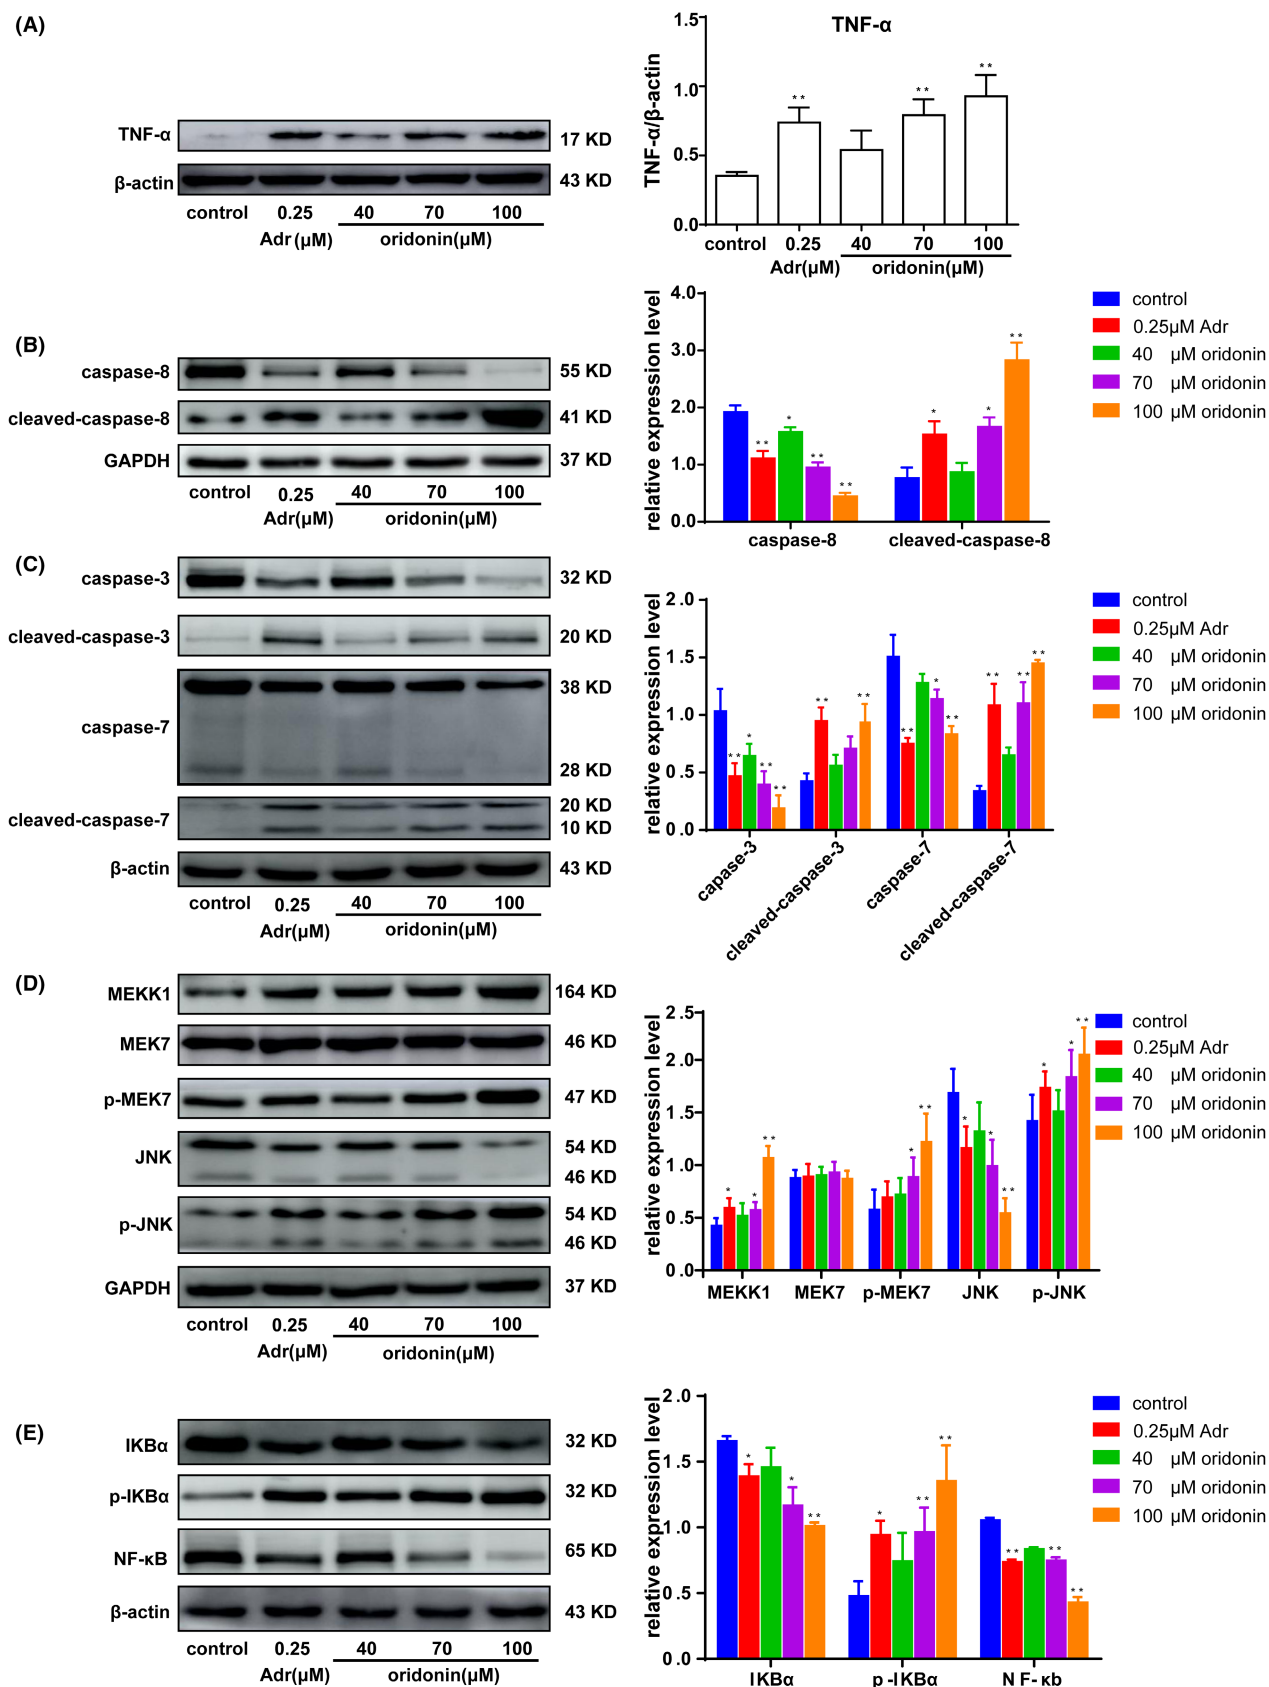 (A)
TNF-α
17 KD
β-actin
43 KD
control 0.25 40 70 100
Adr(μM) oridonin(μM)
TNF-α
TNF-α/β-actin
1.5
1.0
0.5
0.0
** ** **
control 0.25 40 70 100
Adr(μM) oridonin(μM)
(B)
caspase-8
55 KD
cleaved-caspase-8
41 KD
GAPDH
37 KD
control 0.25 40 70 100
Adr(μM) oridonin(μM)
relative expression level
4.0
3.0
2.0
1.0
0.0
** * ** ** * * **
caspase-8 cleaved-caspase-8
control
0.25μM Adr
40 μM oridonin
70 μM oridonin
100 μM oridonin
(C)
caspase-3
32 KD
cleaved-caspase-3
20 KD
38 KD
caspase-7
28 KD
20 KD
cleaved-caspase-7
10 KD
β-actin
43 KD
control 0.25 40 70 100
Adr(μM) oridonin(μM)
relative expression level
2.0
1.5
1.0
0.5
0.0
** * ** ** ** ** ** * ** ** ** **
capase-3 cleaved-caspase-3 caspase-7 cleaved-caspase-7
control
0.25μM Adr
40 μM oridonin
70 μM oridonin
100 μM oridonin
(D)
MEKK1
164 KD
MEK7
46 KD
p-MEK7
47 KD
54 KD
JNK
46 KD
p-JNK
54 KD
46 KD
GAPDH
37 KD
control 0.25 40 70 100
Adr(μM) oridonin(μM)
relative expression level
2.5
2.0
1.5
1.0
0.5
0.0
* * ** * ** * * ** * * **
MEKK1 MEK7 p-MEK7 JNK p-JNK
control
0.25μM Adr
40 μM oridonin
70 μM oridonin
100 μM oridonin
(E)
IKBα
32 KD
p-IKBα
32 KD
NF-κB
65 KD
β-actin
43 KD
control 0.25 40 70 100
Adr(μM) oridonin(μM)
relative expression level
2.0
1.5
1.0
0.5
0.0
* * ** * ** ** ** ** **
IKBα p-IKBα NF-κb
control
0.25μM Adr
40 μM oridonin
70 μM oridonin
100 μM oridonin